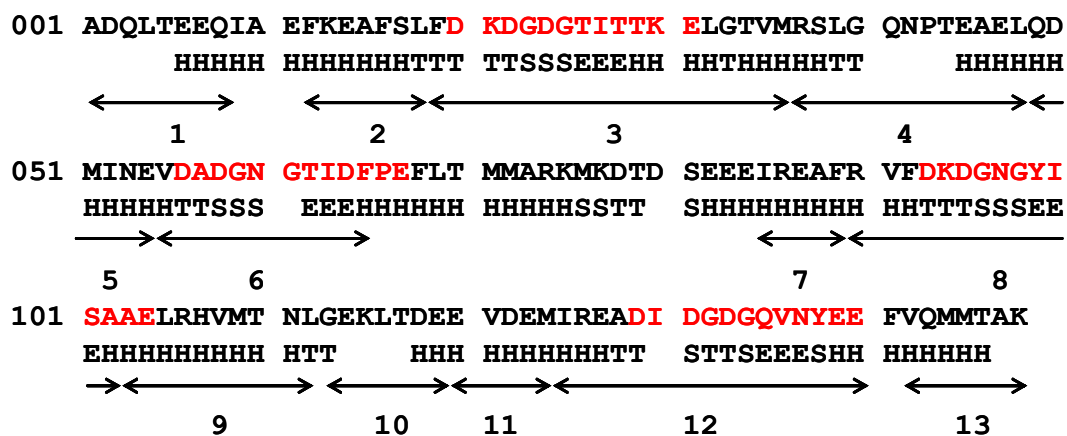 001 ADQLTEEQIA EFKEAFSLFD KDGDGTITTK ELGTVMRSLG QNPTEAELQD
HHHHH HHHHHHHTTT TTSSSEEEHH HHTHHHHHTT HHHHHH
1 2 3 4
051 MINEVDADGN GTIDFPEFLT MMARKMKDTD SEEEIREAFR VFDKDGNGYI
HHHHHTTSSS EEEHHHHHH HHHHHSSTT SHHHHHHHHH HHTTTSSSEE
5 6 7 8
101 SAAELRHVMT NLGEKLTDEE VDEMIREADI DGDGQVNYEE FVQMMTAK
EHHHHHHHHH HTT HHH HHHHHHHHTT STTSEEESHH HHHHHH
9 10 11 12 13